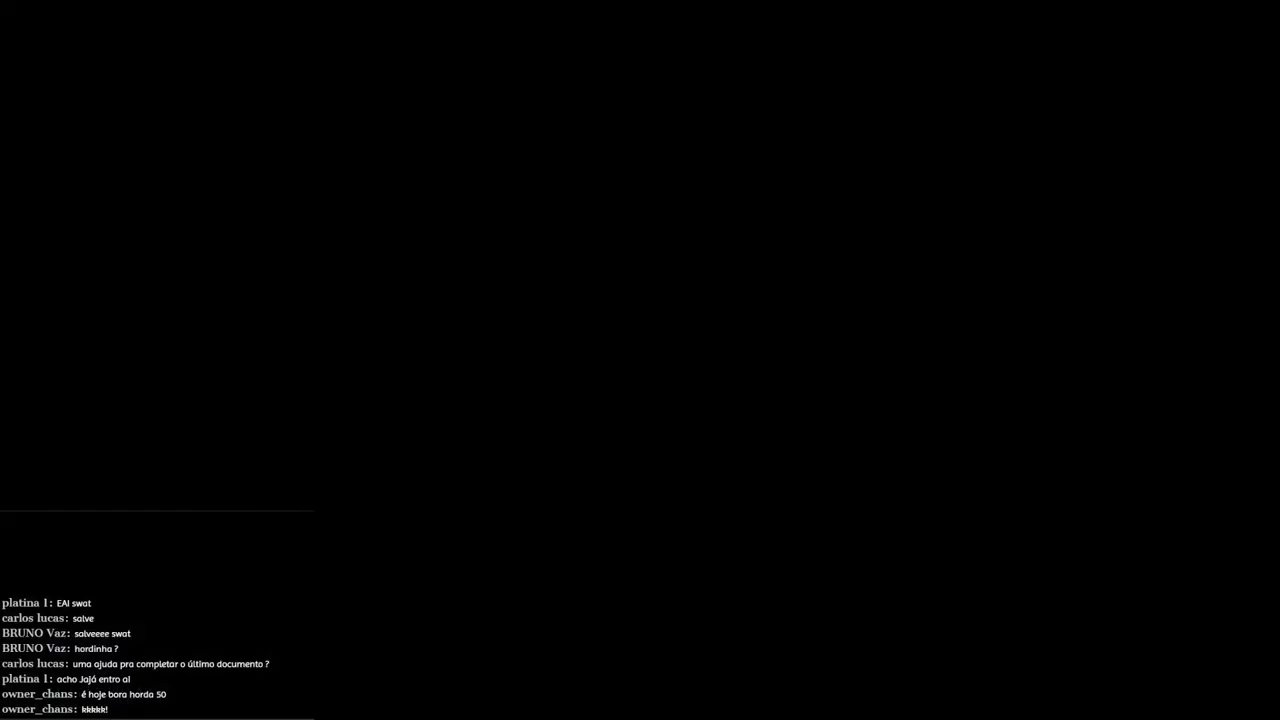 platina 1: EAI swat
carlos lucas: salve
BRUNO Vaz: salveeee swat
BRUNO Vaz: hordinha ?
carlos lucas: uma ajuda pra completar o último documento ?
platina 1: acho Jajá entro aI
owner_chans: é hoje bora horda 50
owner_chans: kkkkk!